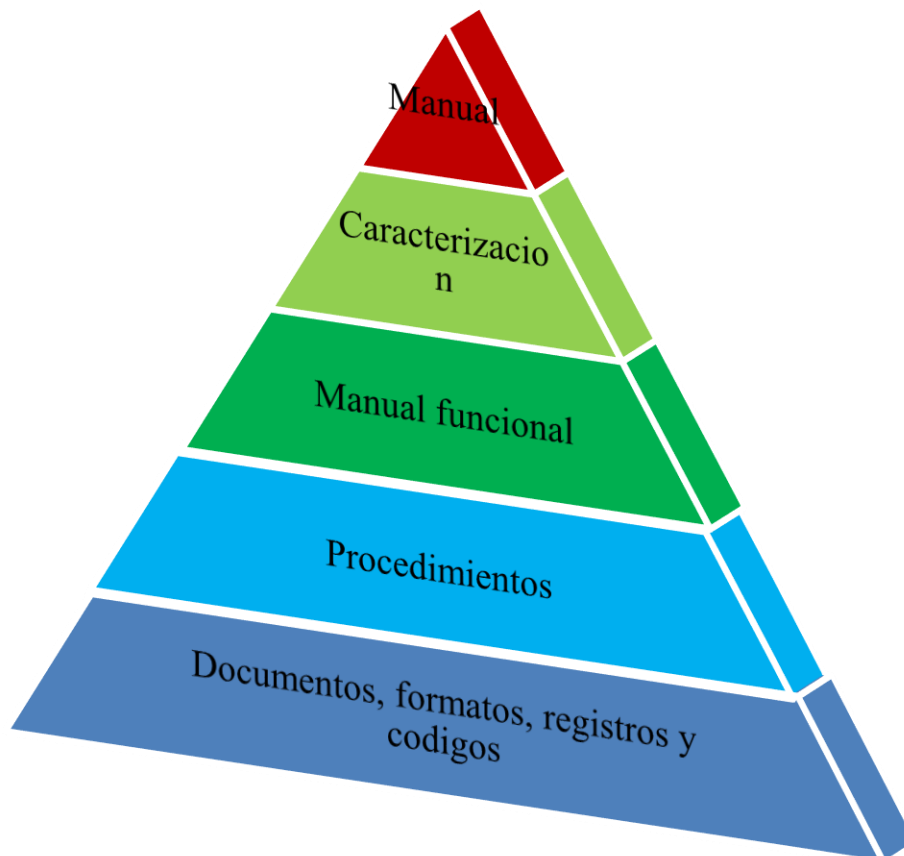 Manual
Caracterizacio
n
Manual funcional
Procedimientos
Documentos, formatos, registros y
codigos